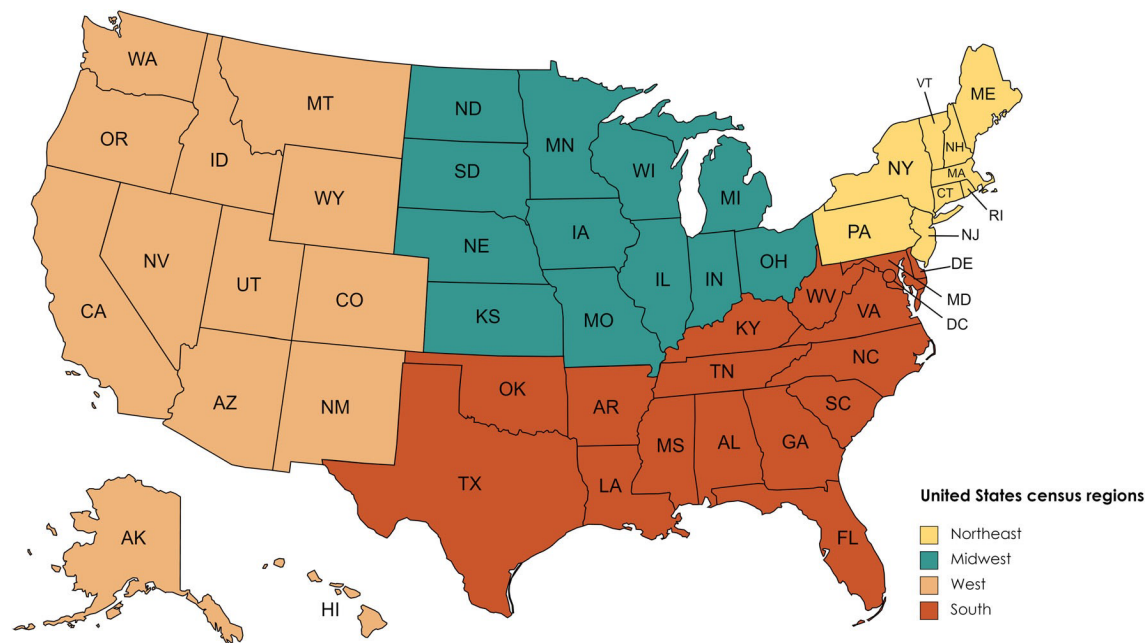 WA
MT
ND
MN
VT
ME
OR
ID
SD
WI
MI
NY
NH
MA
CT
RI
WY
NE
IA
PA
NJ
NV
UT
CO
IL
IN
OH
DE
CA
KS
MO
WV
VA
MD
DC
KY
NC
AZ
NM
OK
AR
TN
SC
TX
LA
MS
AL
GA
FL
AK
HI
United States census regions
Northeast
Midwest
West
South